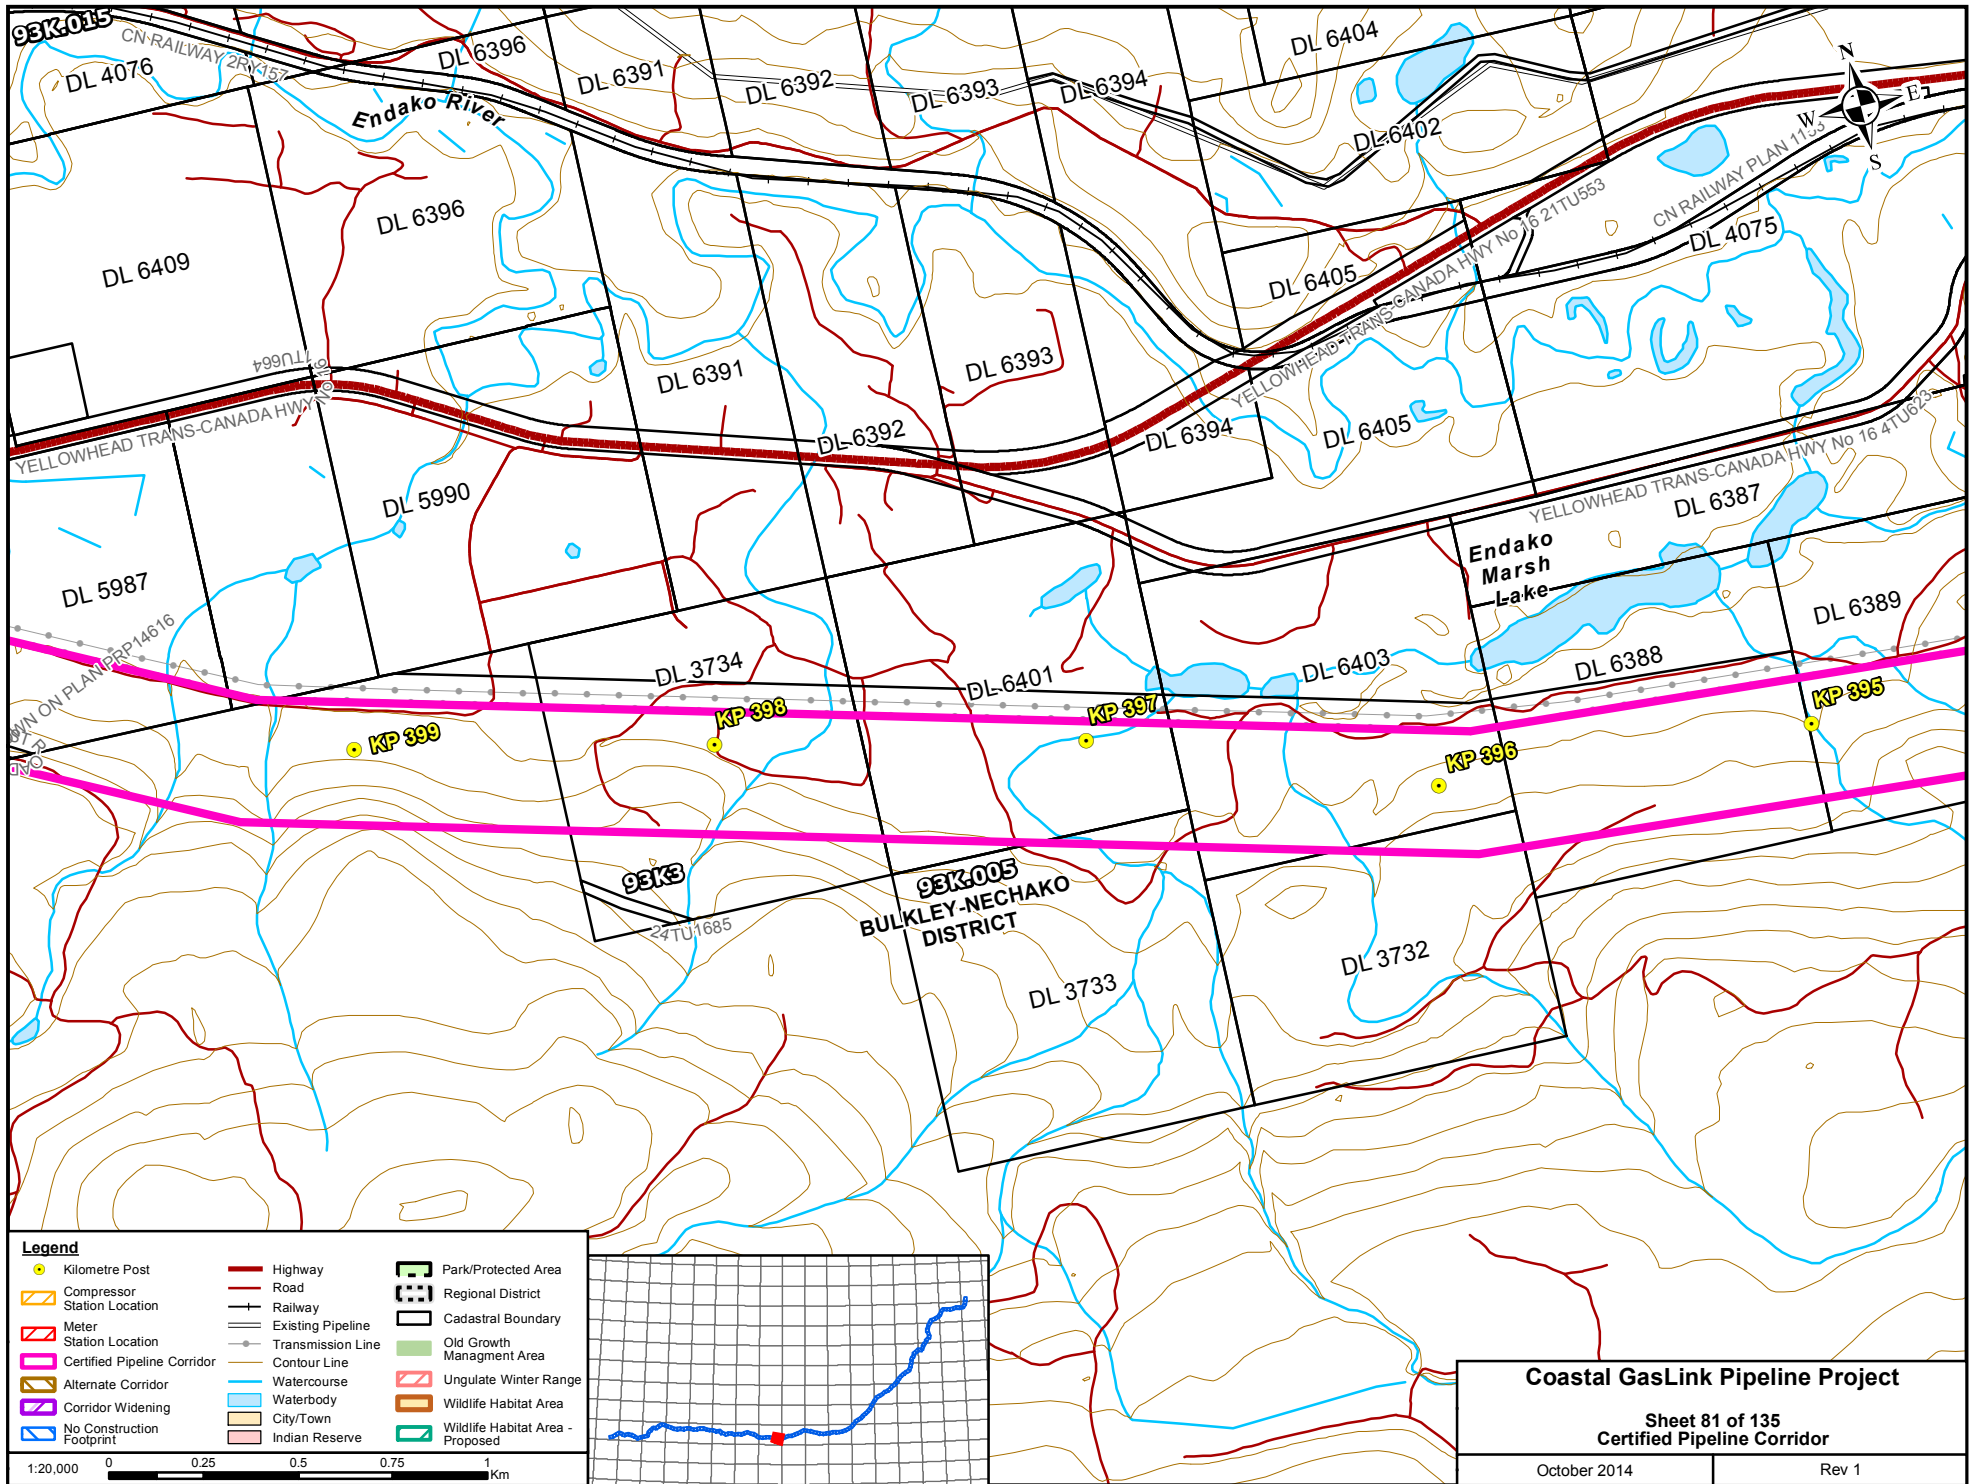 93K.015
CN RAILWAY 2RY157
DL 4076
DL 6396
DL 6391
DL 6392
DL 6393
DL 6394
DL 6404
DL 6402
Endako River
N
E
W
S
DL 6409
DL 6396
DL 6405
YELLOWHEAD TRANS-CANADA HWY No 16 21TU553
CN RAILWAY PLAN 1153
DL 4075
7TU664
No 16
YELLOWHEAD TRANS-CANADA HWY
DL 6391
DL 6392
DL 6393
DL 6394
DL 6405
YELLOWHEAD TRANS-CANADA HWY No 16 4TU623
DL 5990
DL 5987
DL 6387
Endako
Marsh
Lake
DL 6389
DL 6388
DL 3734
DL 6401
DL 6403
WN ON PLAN PRP14616
ROAD
KP 399
KP 398
KP 397
KP 396
KP 395
93K3
24TU1685
93K.005
BULKLEY-NECHAKO
DISTRICT
DL 3733
DL 3732
Legend
Kilometre Post
Compressor
Station Location
Meter
Station Location
Certified Pipeline Corridor
Alternate Corridor
Corridor Widening
No Construction
Footprint
Highway
Road
Railway
Existing Pipeline
Transmission Line
Contour Line
Watercourse
Waterbody
City/Town
Indian Reserve
Park/Protected Area
Regional District
Cadastral Boundary
Old Growth
Managment Area
Ungulate Winter Range
Wildlife Habitat Area
Wildlife Habitat Area -
Proposed
1:20,000
0 0.25 0.5 0.75 1
Km
Coastal GasLink Pipeline Project
Sheet 81 of 135
Certified Pipeline Corridor
October 2014
Rev 1